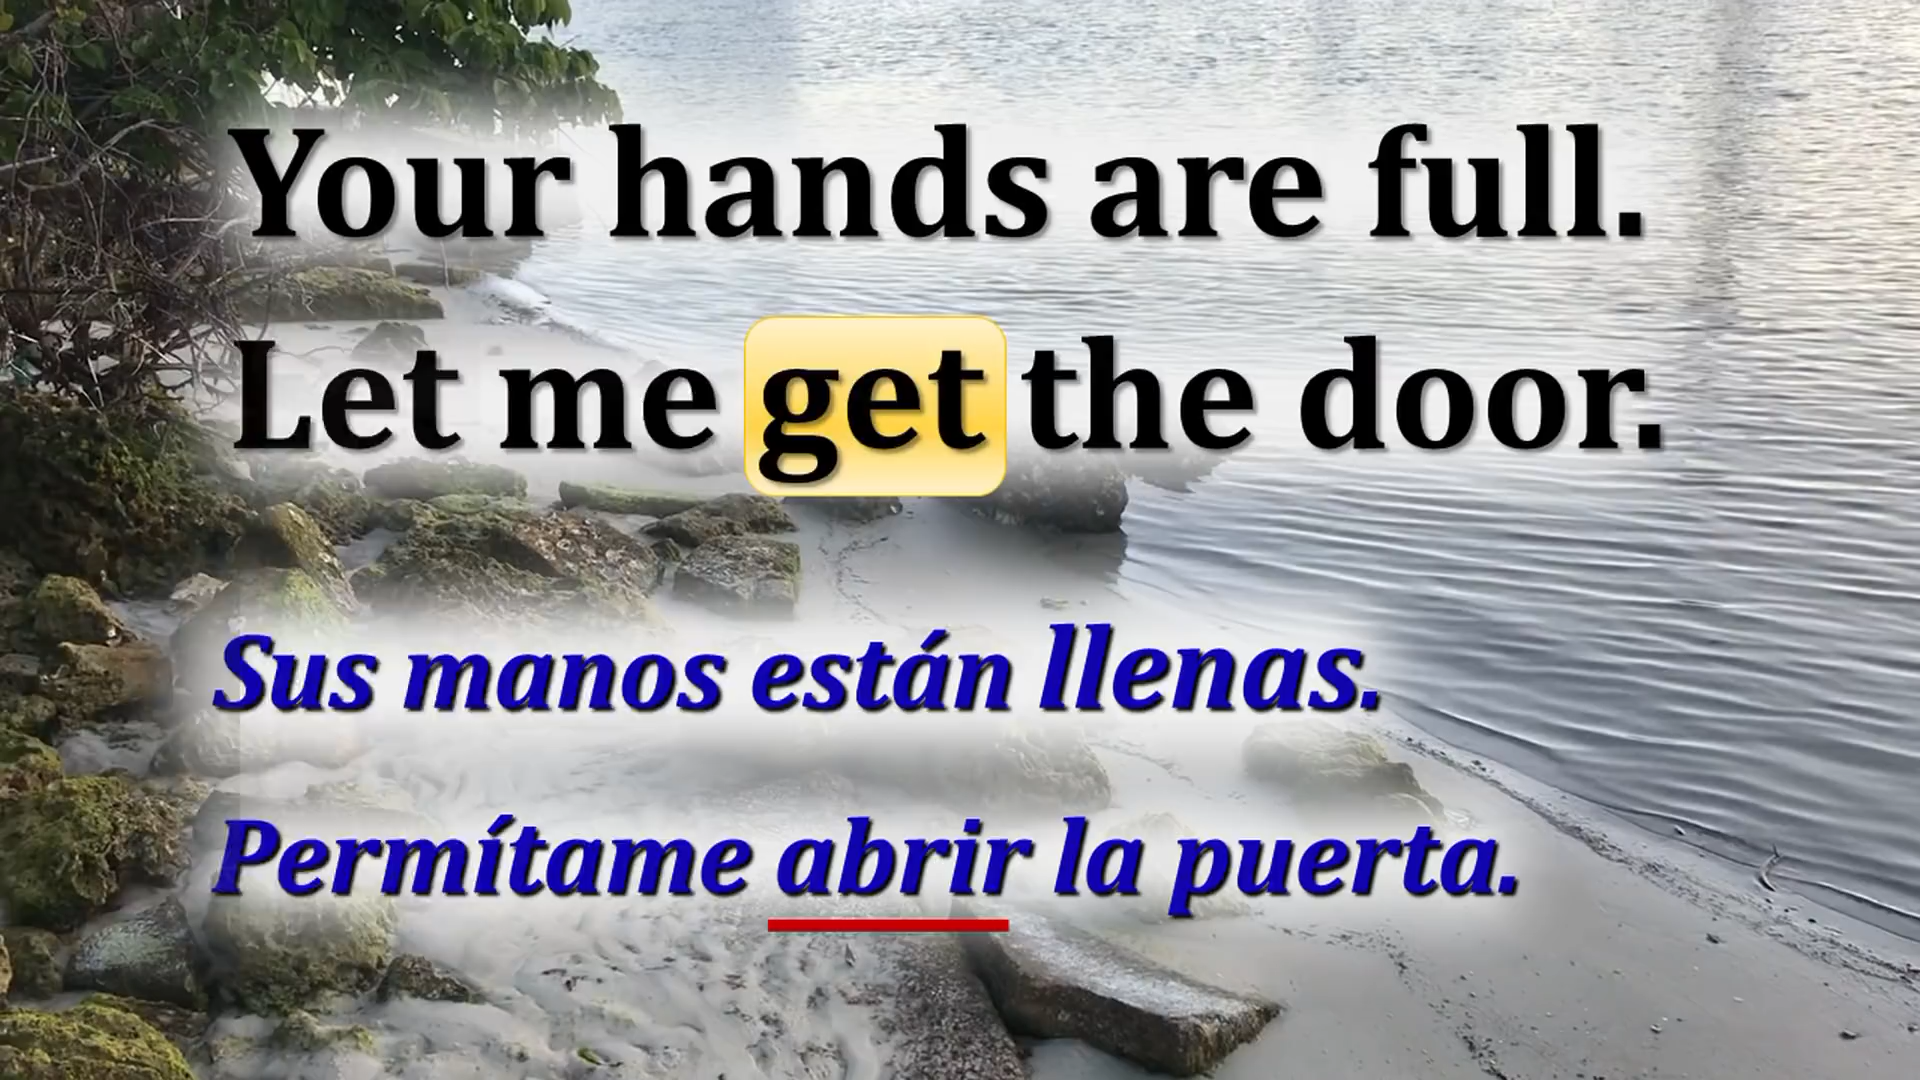 Your hands are full.
Let me get the door.
Sus manos están llenas.
Permítame abrir la puerta.